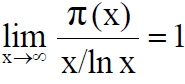 lim x→∞ π(x) / x/ln x = 1